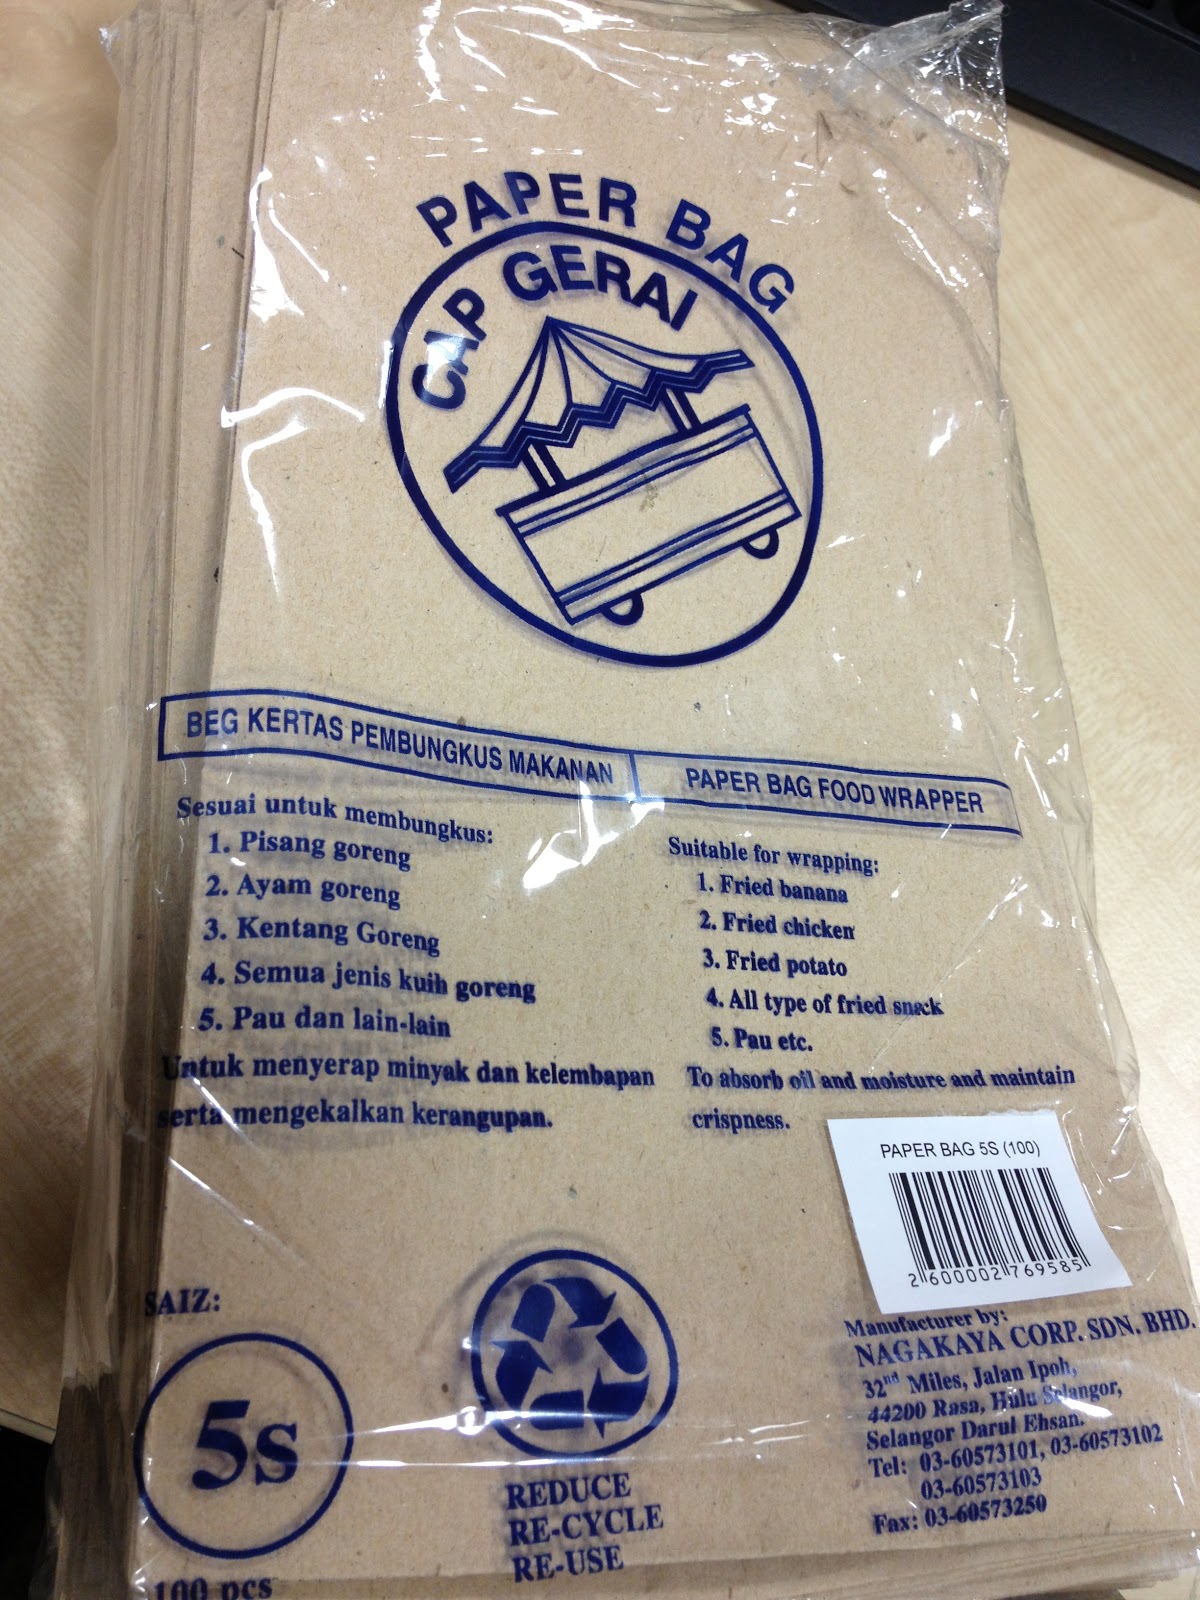 PAPER BAG
CAP GERAI
BEG KERTAS PEMBUNGKUS MAKANAN
Sesuai untuk membungkus:
1. Pisang goreng
2. Ayam goreng
3. Kentang Goreng
4. Semua jenis kuih goreng
5. Pau dan lain-lain
Untuk menyerap minyak dan kelembapan
serta mengekalkan kerangupan.
PAPER BAG FOOD WRAPPER
Suitable for wrapping:
1. Fried banana
2. Fried chicken
3. Fried potato
4. All type of fried snack
5. Pau etc.
To absorb oil and moisture and maintain
crispness.
PAPER BAG 5S (100)
2 600002 769585
SAIZ:
5s
100 pcs
REDUCE
RE-CYCLE
RE-USE
Manufacturer by:
NAGAKAYA CORP. SDN. BHD.
32nd Miles, Jalan Ipoh,
44200 Rasa, Hulu Selangor,
Selangor Darul Ehsan.
Tel: 03-60573101, 03-60573102
03-60573103
Fax: 03-60573250